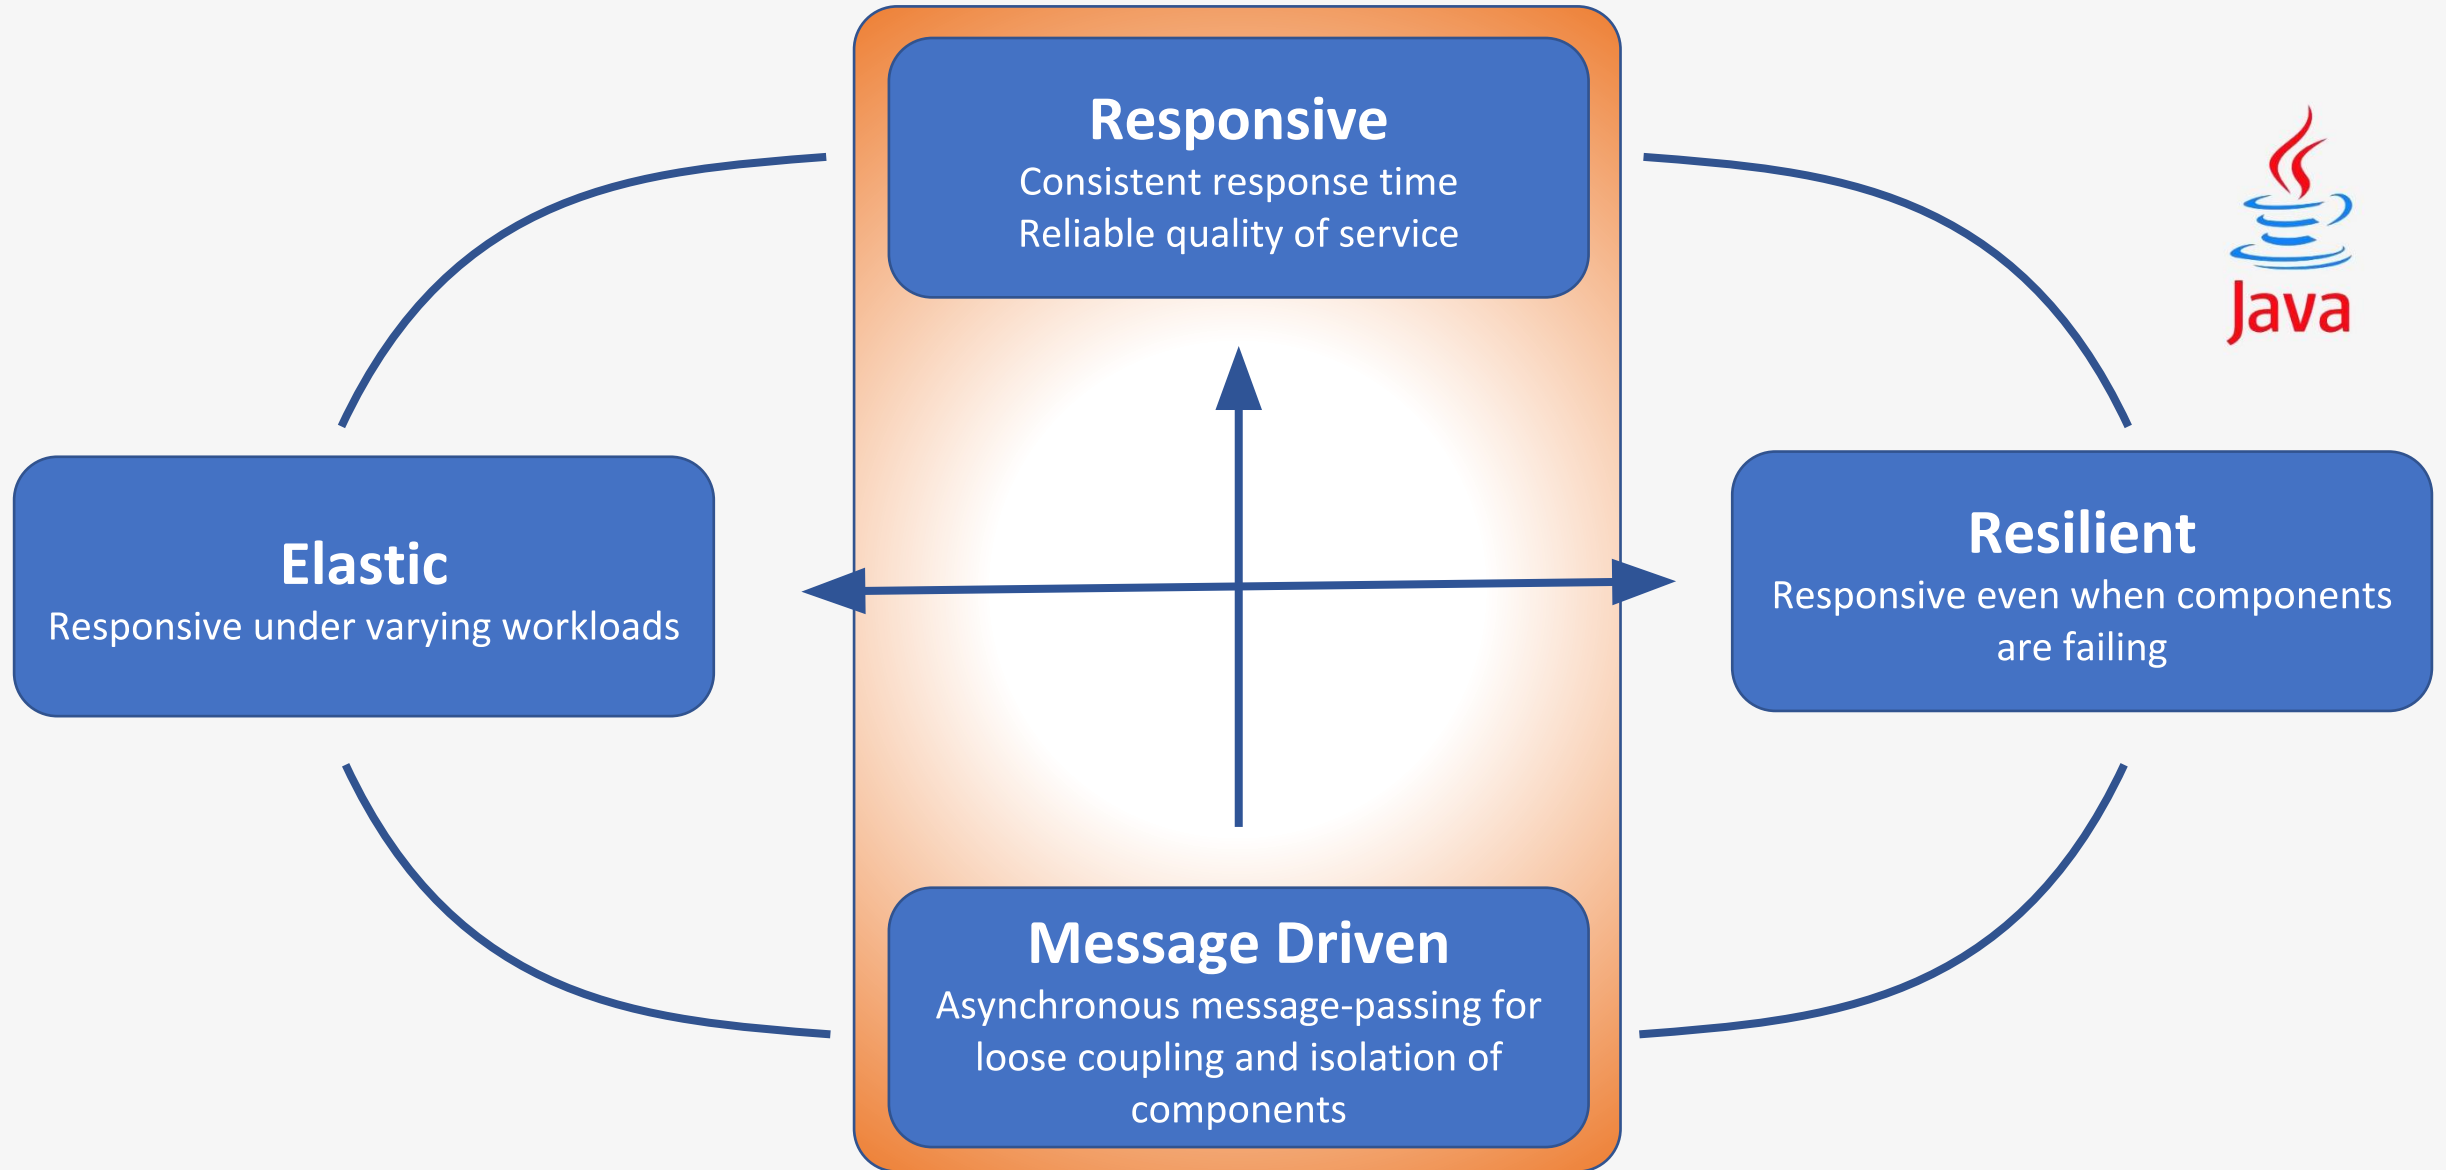 Responsive
Consistent response time
Reliable quality of service
Java
Elastic
Responsive under varying workloads
Resilient
Responsive even when components
are failing
Message Driven
Asynchronous message-passing for
loose coupling and isolation of
components